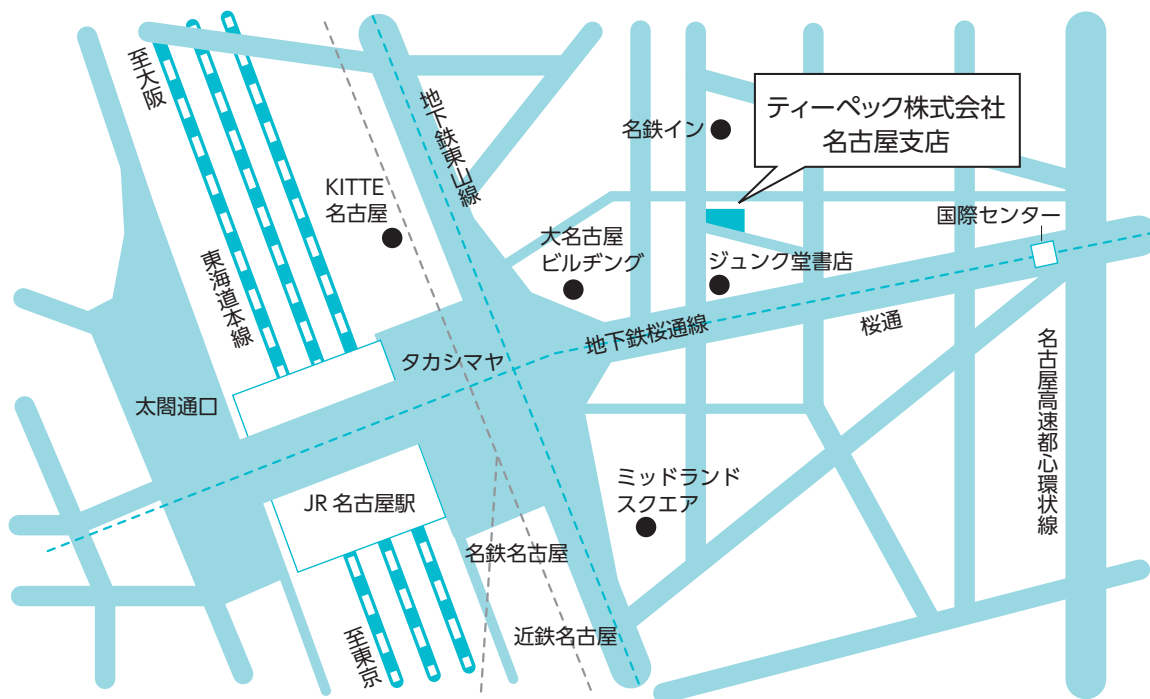 至大阪
地下鉄東山線
名鉄イン
ティーペック株式会社
名古屋支店
KITTE
名古屋
東海道本線
大名古屋
ビルヂング
ジュンク堂書店
国際センター
タカシマヤ
地下鉄桜通線
桜通
太閤通口
名古屋高速都心環状線
JR 名古屋駅
ミッドランド
スクエア
名鉄名古屋
近鉄名古屋
至東京